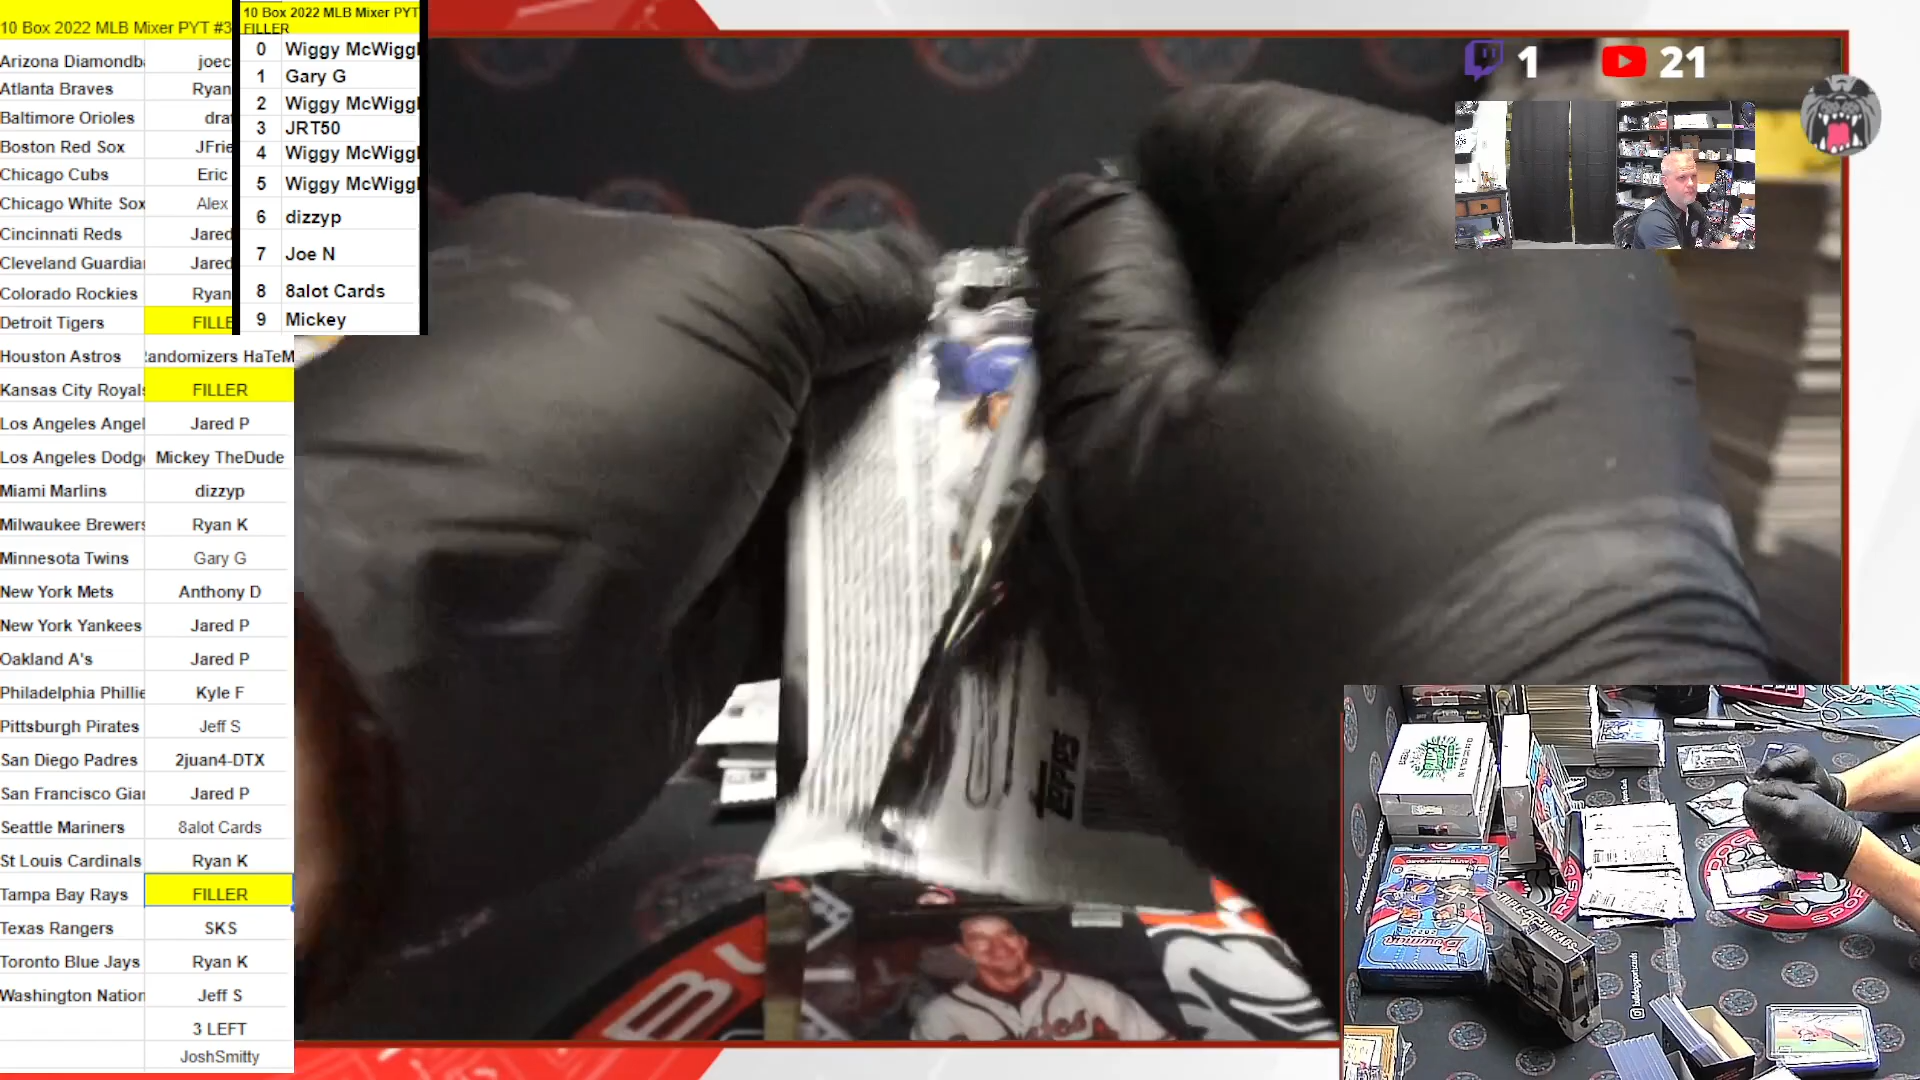 10 Box 2022 MLB Mixer PYT #3
Arizona Diamondba joec
Atlanta Braves Ryan
Baltimore Orioles dra
Boston Red Sox JFrie
Chicago Cubs Eric
Chicago White Sox Alex
Cincinnati Reds Jared
Cleveland Guardia Jared
Colorado Rockies Ryan
Detroit Tigers FILLE
Houston Astros Randomizers HaTeM
Kansas City Royals FILLER
Los Angeles Angel Jared P
Los Angeles Dodge Mickey TheDude
Miami Marlins dizzyp
Milwaukee Brewers Ryan K
Minnesota Twins Gary G
New York Mets Anthony D
New York Yankees Jared P
Oakland A's Jared P
Philadelphia Phillie Kyle F
Pittsburgh Pirates Jeff S
San Diego Padres 2juan4-DTX
San Francisco Gian Jared P
Seattle Mariners 8alot Cards
St Louis Cardinals Ryan K
Tampa Bay Rays FILLER
Texas Rangers SKS
Toronto Blue Jays Ryan K
Washington Nation Jeff S
3 LEFT
JoshSmitty
10 Box 2022 MLB Mixer PYT
FILLER
0 Wiggy McWiggl
1 Gary G
2 Wiggy McWiggl
3 JRT50
4 Wiggy McWiggl
5 Wiggy McWiggl
6 dizzyp
7 Joe N
8 8alot Cards
9 Mickey
1
21
Bowman
2022